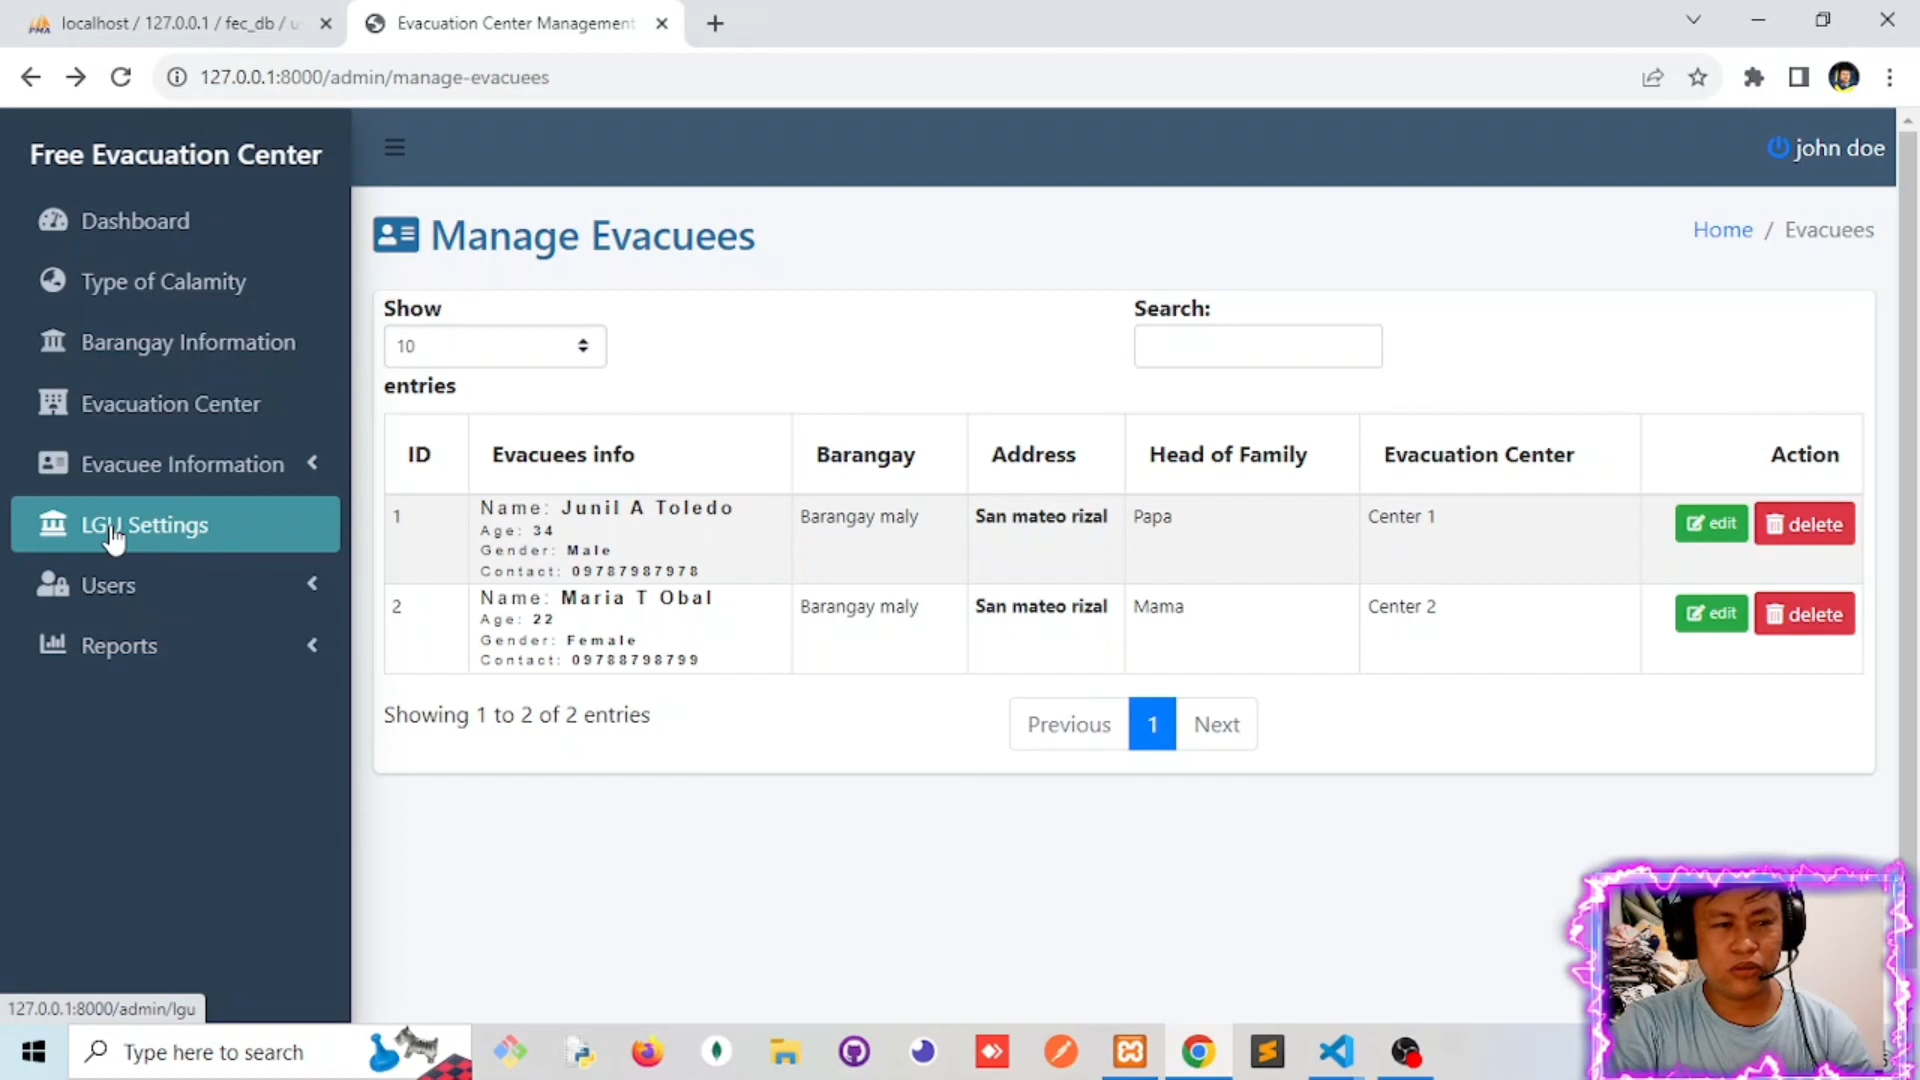 localhost / 127.0.0.1 / fec_db / u
Evacuation Center Management
127.0.0.1:8000/admin/manage-evacuees
Free Evacuation Center
john doe
Dashboard
Type of Calamity
Barangay Information
Evacuation Center
Evacuee Information
LGU Settings
Users
Reports
Manage Evacuees
Home / Evacuees
Show
10
entries
Search:
ID Evacuees info Barangay Address Head of Family Evacuation Center Action
1 Name: Junil A Toledo Barangay maly San mateo rizal Papa Center 1 edit delete
Age: 34
Gender: Male
Contact: 09787987978
2 Name: Maria T Obal Barangay maly San mateo rizal Mama Center 2 edit delete
Age: 22
Gender: Female
Contact: 09788798799
Showing 1 to 2 of 2 entries
Previous 1 Next
127.0.0.1:8000/admin/lgu
Type here to search